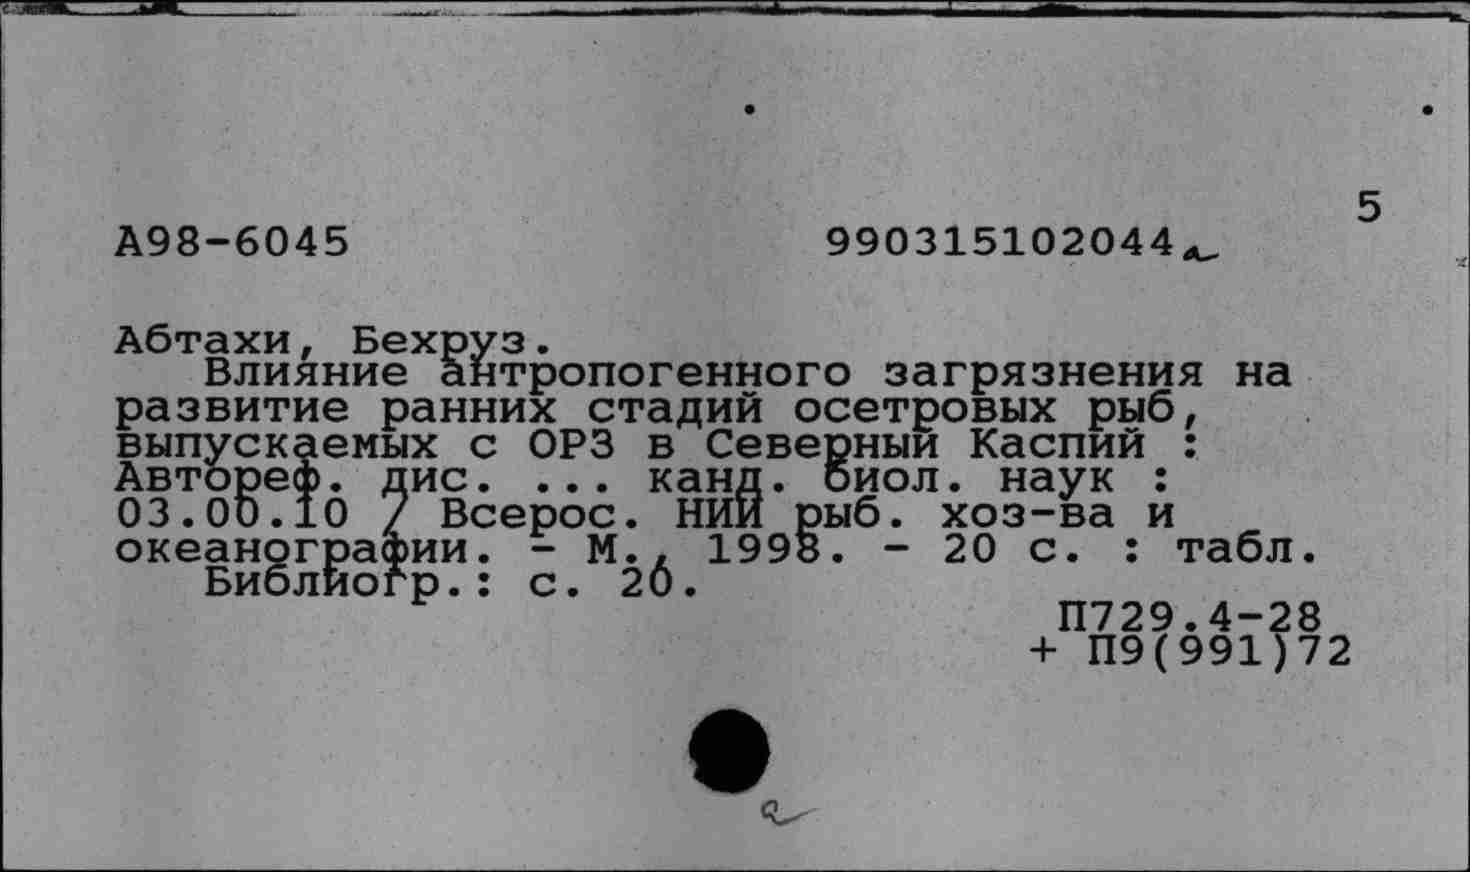 5
А98-6045 990315102044
Абтахи, Бехруз.
Влияние антропогенного загрязнения на
развитие ранних стадий осетровых рыб,
выпускаемых с ОРЗ в Северный Каспий :
Автореф. дис. ... канд. биол. наук :
03.00.10 / Всерос. НИИ рыб. хоз-ва и
океанографии. - М., 1998. - 20 с. : табл.
Библиогр.: с. 20.
П729.4-28
+ П9(991)72